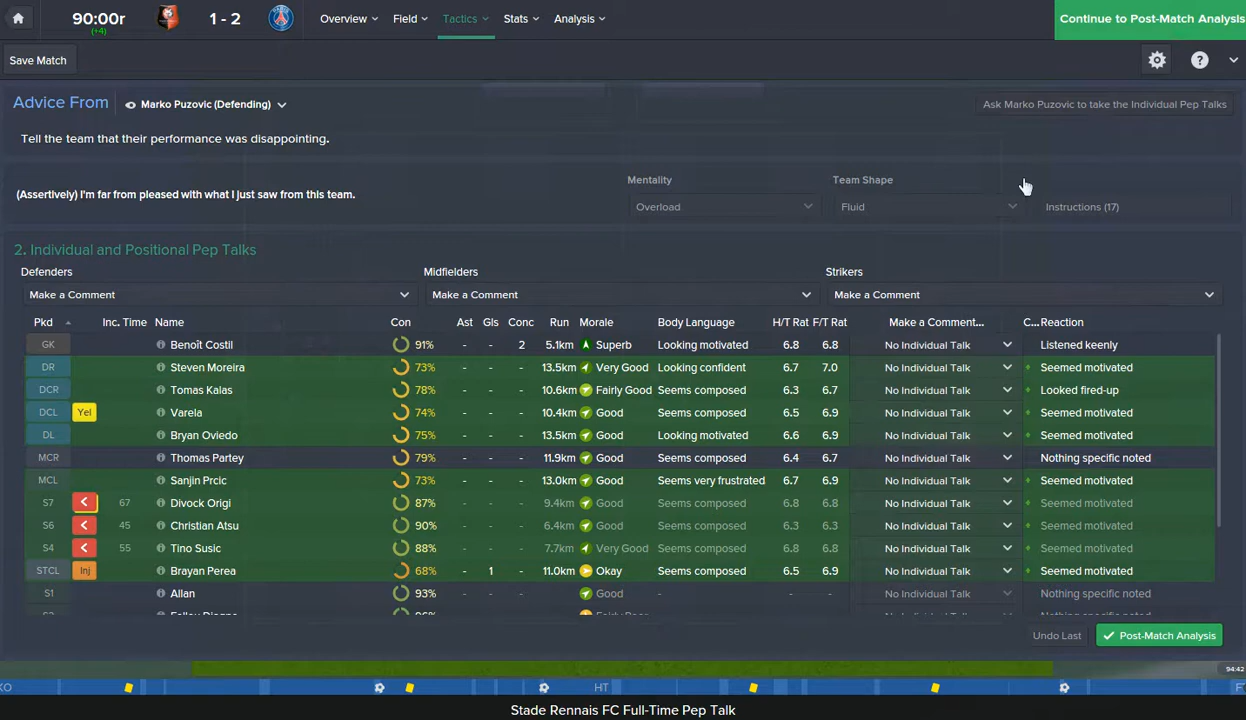 90:00r 1 - 2 Overview Field Tactics Stats Analysis Continue to Post-Match Analysis
(+4)
Save Match ?
Advice From Marko Puzovic (Defending) Ask Marko Puzovic to take the Individual Pep Talks
Tell the team that their performance was disappointing.
Mentality Team Shape
(Assertively) I'm far from pleased with what I just saw from this team.
Overload Fluid Instructions (17)
2. Individual and Positional Pep Talks
Defenders Midfielders Strikers
Make a Comment Make a Comment Make a Comment
Pkd Inc. Time Name Con Ast Gls Conc Run Morale Body Language H/T Rat F/T Rat Make a Comment... C... Reaction
GK Benoît Costil 91% - - 2 5.1km Superb Looking motivated 6.8 6.8 No Individual Talk Listened keenly
DR Steven Moreira 73% - - - 13.5km Very Good Looking confident 6.7 7.0 No Individual Talk Seemed motivated
DCR Tomas Kalas 78% - - - 10.6km Fairly Good Seems composed 6.3 6.7 No Individual Talk Looked fired-up
DCL Yel Varela 74% - - - 10.4km Good Seems composed 6.5 6.9 No Individual Talk Seemed motivated
DL Bryan Oviedo 75% - - - 13.5km Good Looking motivated 6.6 6.9 No Individual Talk Seemed motivated
MCR Thomas Partey 79% - - - 11.9km Good Seems composed 6.4 6.7 No Individual Talk Nothing specific noted
MCL Sanjin Prcic 73% - - - 13.0km Good Seems very frustrated 6.7 6.9 No Individual Talk Seemed motivated
S7 67 Divock Origi 87% - - - 9.4km Good Seems composed 6.8 6.8 No Individual Talk Seemed motivated
S6 45 Christian Atsu 90% - - - 6.4km Good Seems composed 6.3 6.3 No Individual Talk Seemed motivated
S4 55 Tino Susic 88% - - - 7.7km Very Good Seems composed 6.8 6.8 No Individual Talk Seemed motivated
STCL Inj Brayan Perea 68% - 1 - 11.0km Okay Seems composed 6.5 6.9 No Individual Talk Seemed motivated
S1 Allan 93% - - - - Good - - - No Individual Talk Nothing specific noted
Undo Last Post-Match Analysis
94:42
KO HT F
Stade Rennais FC Full-Time Pep Talk